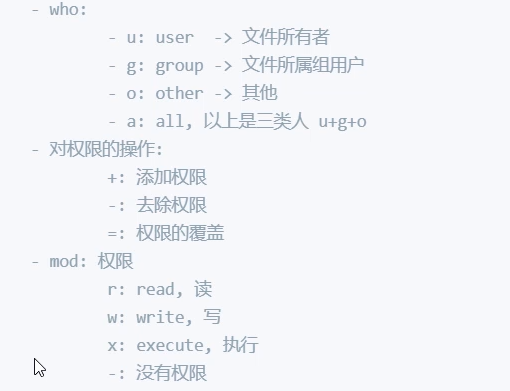 - who:
- u: user -> 文件所有者
- g: group -> 文件所属组用户
- o: other -> 其他
- a: all, 以上是三类人 u+g+o
- 对权限的操作:
+: 添加权限
-: 去除权限
=: 权限的覆盖
- mod: 权限
r: read, 读
w: write, 写
x: execute, 执行
-: 没有权限